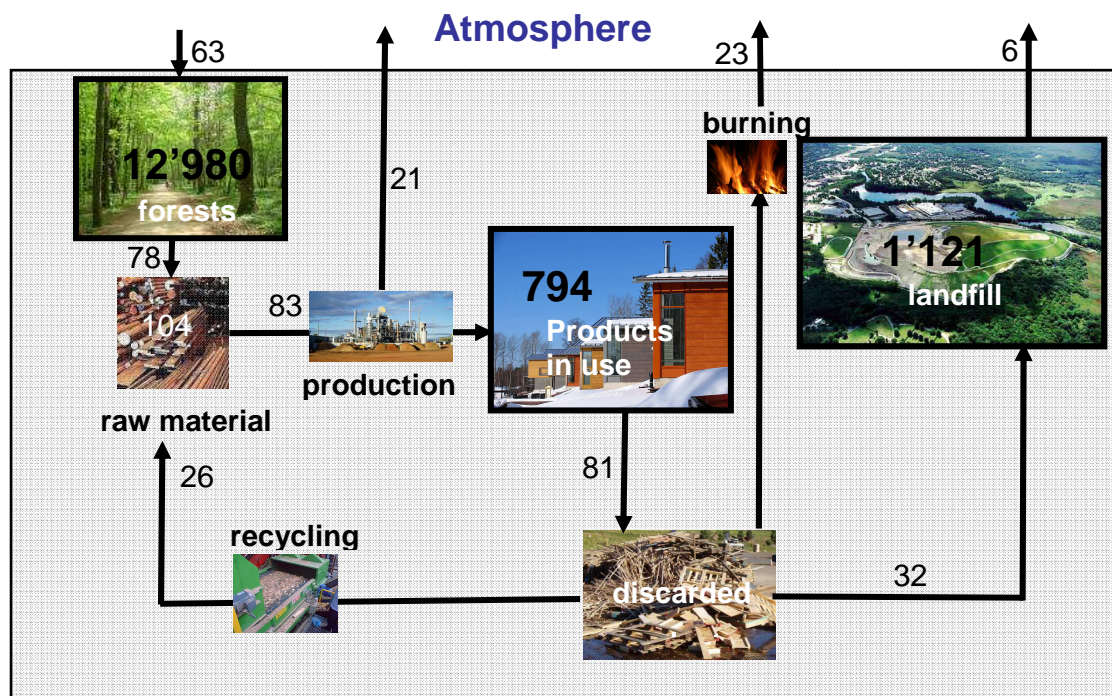 Atmosphere
63
23
6
burning
12’980
forests
21
78
794
1’121
landfill
104
83
Products
in use
production
raw material
81
26
recycling
discarded
32